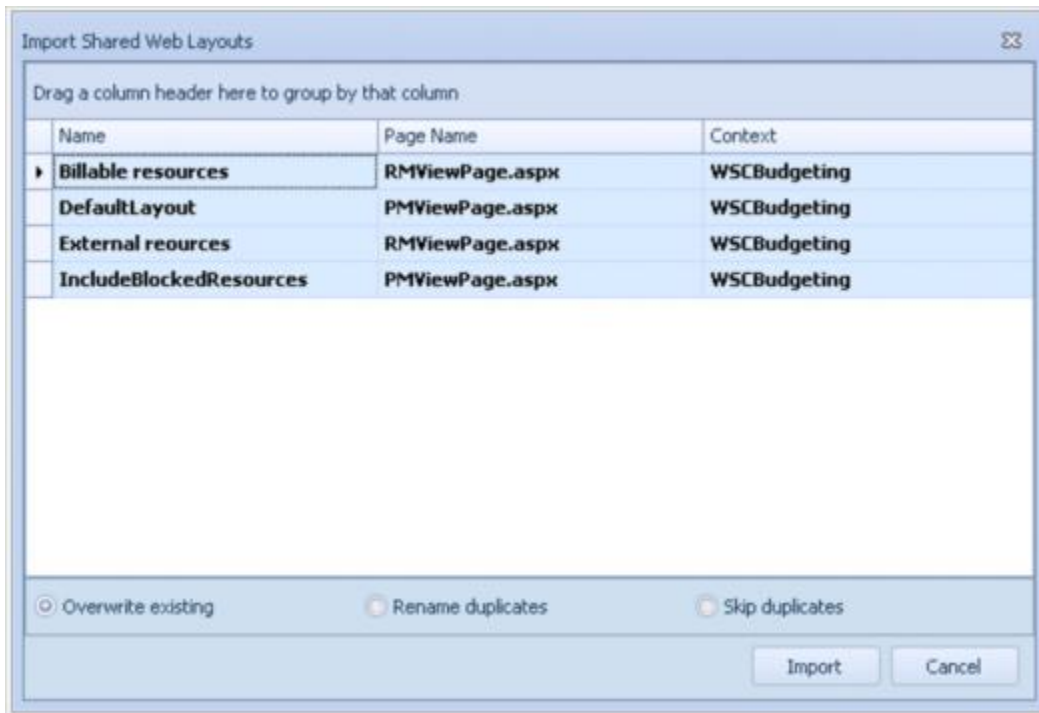 Import Shared Web Layouts
Drag a column header here to group by that column
Name Page Name Context
Billable resources RMViewPage.aspx WSCBudgeting
DefaultLayout PMViewPage.aspx WSCBudgeting
External reources RMViewPage.aspx WSCBudgeting
IncludeBlockedResources PMViewPage.aspx WSCBudgeting
Overwrite existing Rename duplicates Skip duplicates
Import Cancel